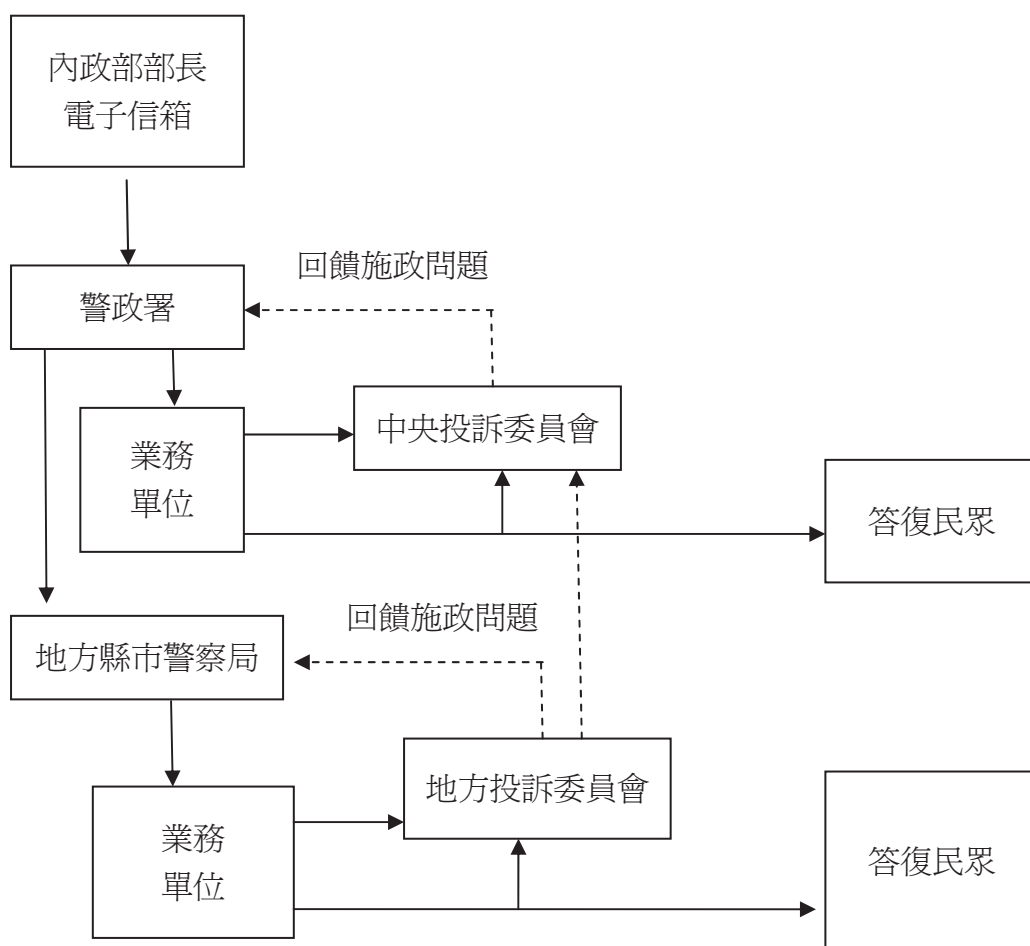 內政部部長
電子信箱
回饋施政問題
警政署
中央投訴委員會
業務
單位
答復民眾
回饋施政問題
地方縣市警察局
地方投訴委員會
業務
單位
答復民眾